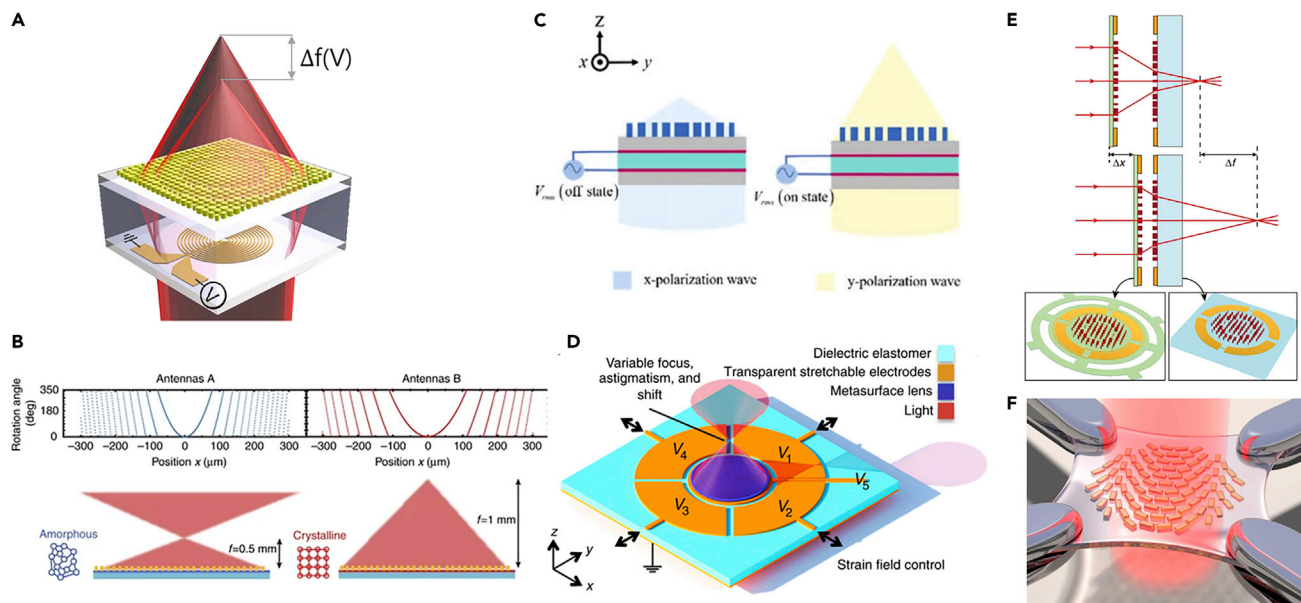 A
Δf(V)
V
B
Antennas A
Antennas B
Rotation angle
(deg)
350
180
0
−300 −200 −100 0 100 200 300
−300 −200 −100 0 100 200 300
Position x (μm)
Position x (μm)
Amorphous
f=0.5 mm
Crystalline
f=1 mm
C
Z
x
y
Vrms (off state)
Vrms (on state)
x-polarization wave
y-polarization wave
D
Variable focus,
astigmatism, and
shift
Dielectric elastomer
Transparent stretchable electrodes
Metasurface lens
Light
V4
V1
V5
V3
V2
z
y
x
Strain field control
E
Δx
Δf
F